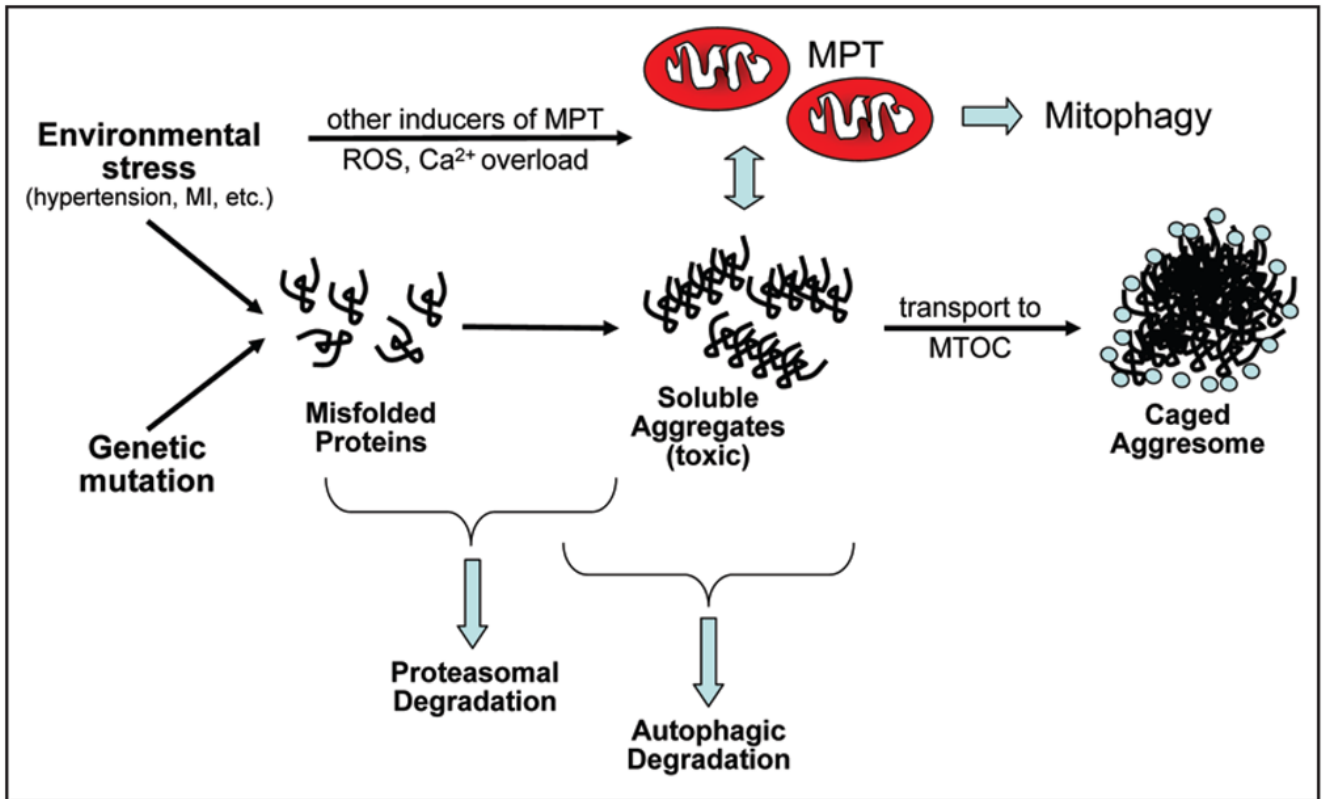 MPT
other inducers of MPT
ROS, Ca²⁺ overload
Mitophagy
Environmental
stress
(hypertension, MI, etc.)
transport to
MTOC
Misfolded
Proteins
Soluble
Aggregates
(toxic)
Caged
Aggresome
Genetic
mutation
Proteasomal
Degradation
Autophagic
Degradation